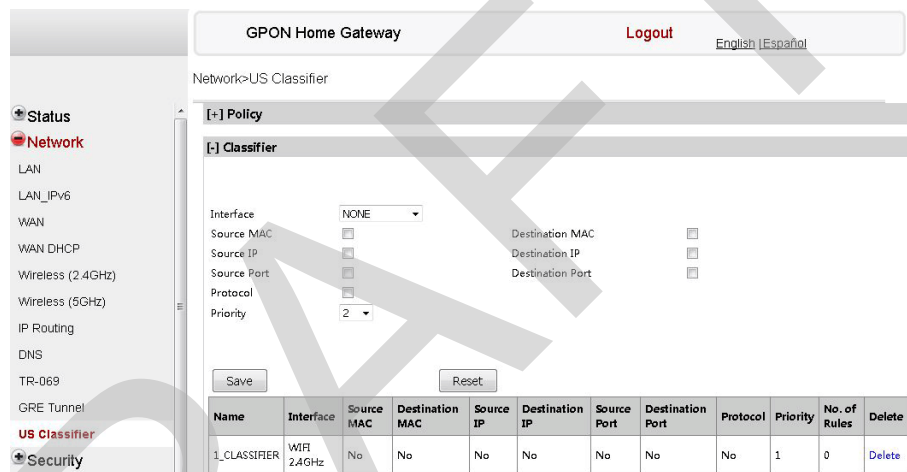 GPON Home Gateway
Logout
English |Español
Network>US Classifier
Status
Network
LAN
LAN_IPv6
WAN
WAN DHCP
Wireless (2.4GHz)
Wireless (5GHz)
IP Routing
DNS
TR-069
GRE Tunnel
US Classifier
Security
[+] Policy
[-] Classifier
Interface NONE
Source MAC Destination MAC
Source IP Destination IP
Source Port Destination Port
Protocol
Priority 2
Save Reset
Name Interface Source MAC Destination MAC Source IP Destination IP Source Port Destination Port Protocol Priority No. of Rules Delete
1_CLASSIFIER WIFI 2.4GHz No No No No No No No 1 0 Delete